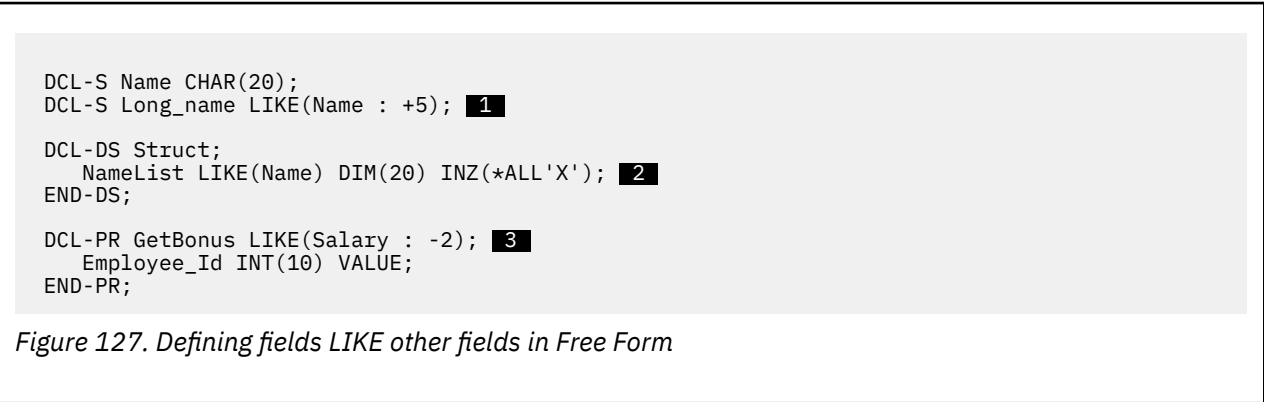 DCL-S Name CHAR(20);
DCL-S Long_name LIKE(Name : +5); 1
DCL-DS Struct;
NameList LIKE(Name) DIM(20) INZ(*ALL'X'); 2
END-DS;
DCL-PR GetBonus LIKE(Salary : -2); 3
Employee_Id INT(10) VALUE;
END-PR;
Figure 127. Defining fields LIKE other fields in Free Form